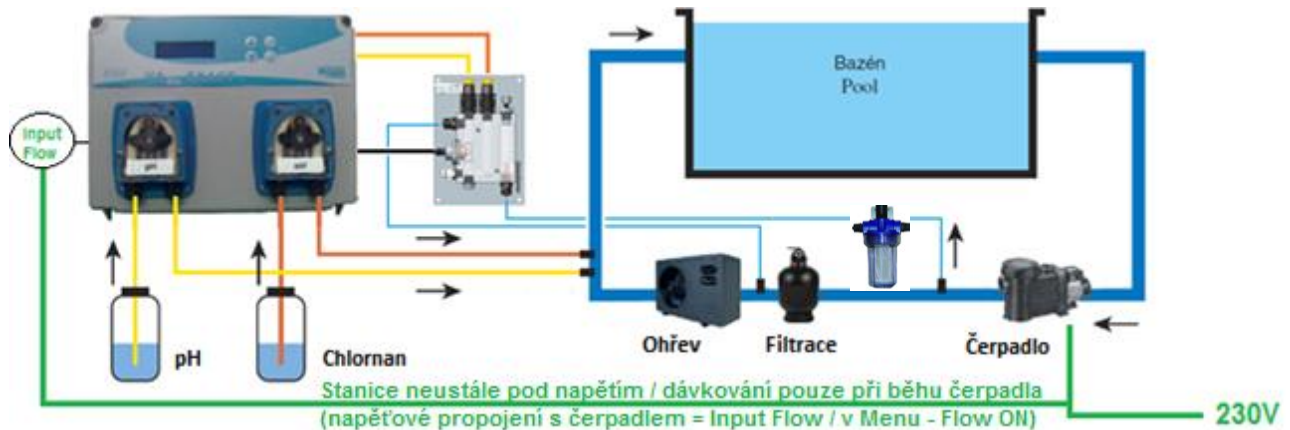 Input
Flow
pH
Bazén
Pool
pH
Chlornan
Ohřev
Filtrace
Čerpadlo
Stanice neustále pod napětím / dávkování pouze při běhu čerpadla
(napěťové propojení s čerpadlem = Input Flow / v Menu - Flow ON)
230V